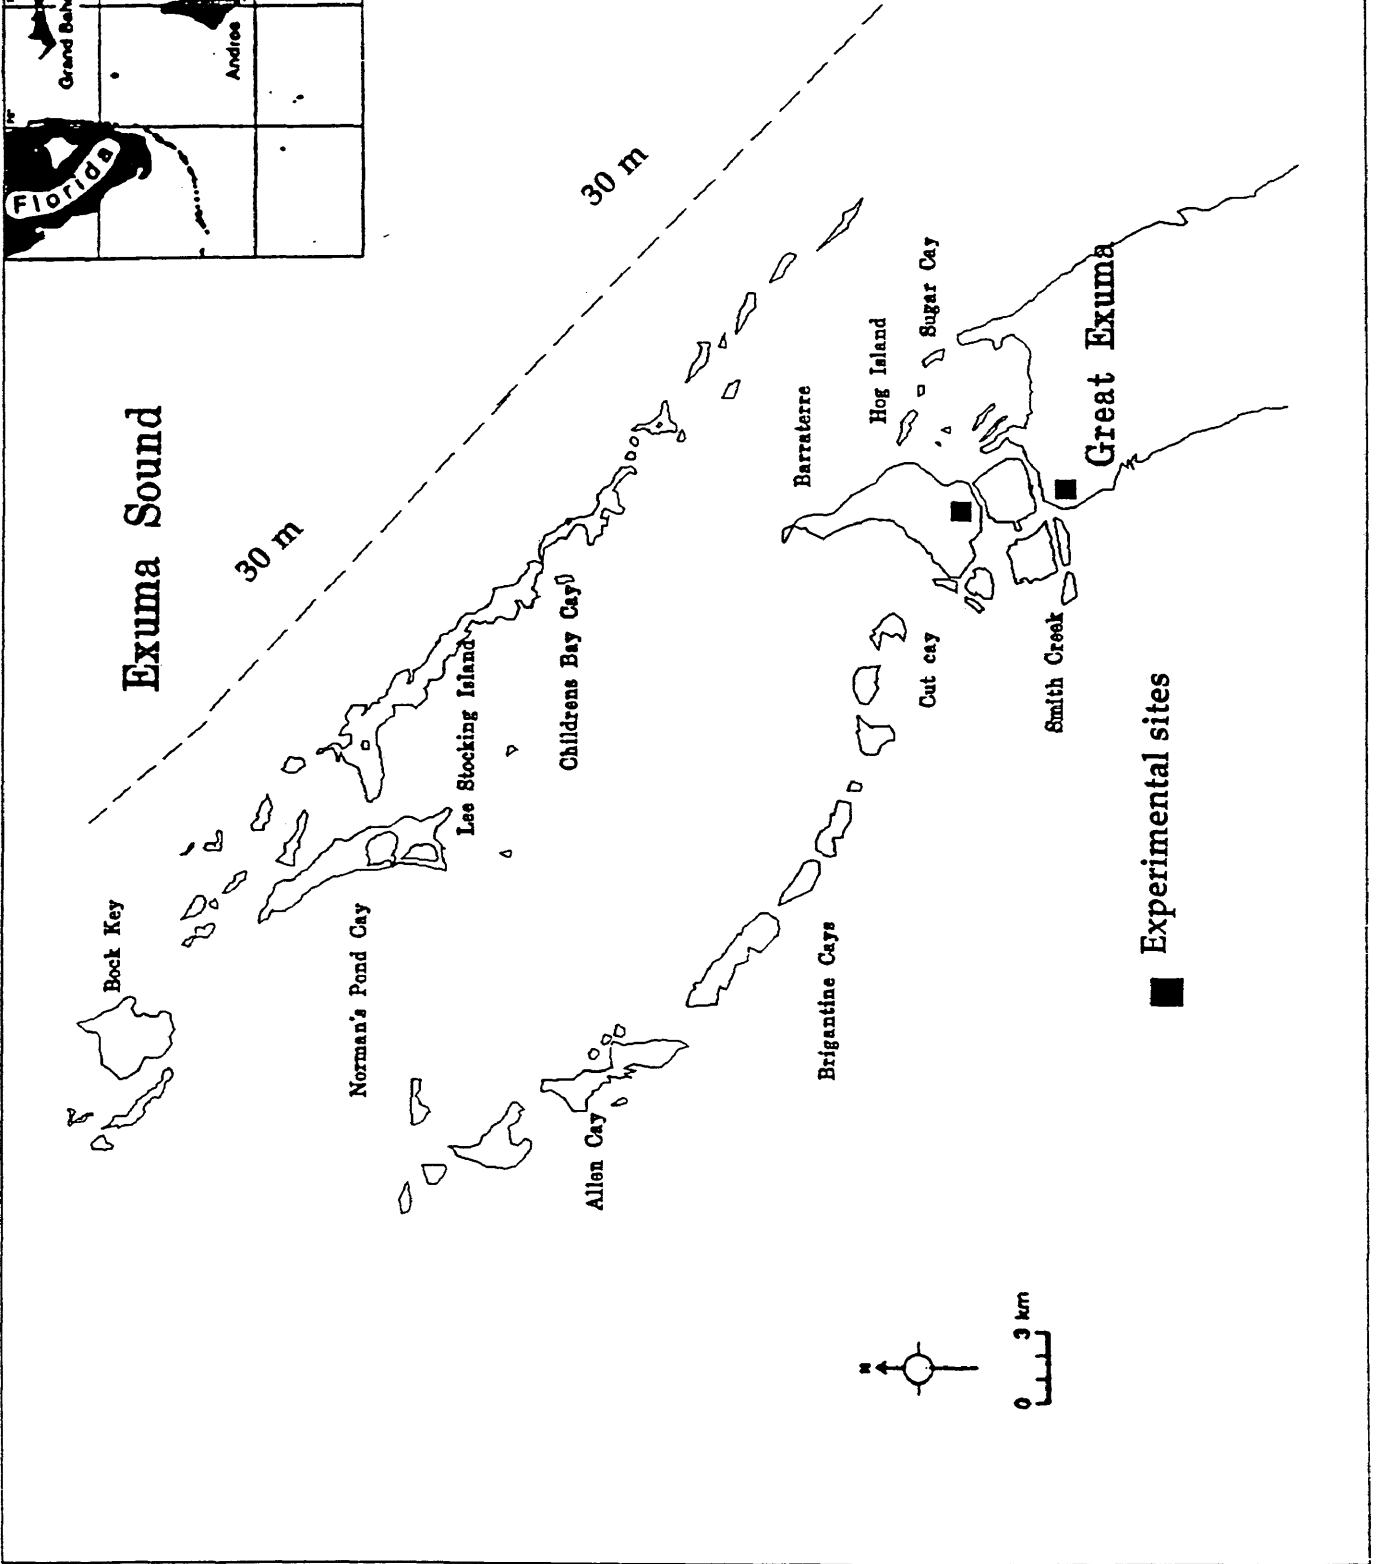 Grand Bah
Andros
Florida
Exuma Sound
30 m
30 m
Bock Key
Norman's Pond Cay
Lee Stocking Island
Childrens Bay Cay
Allen Cay
Brigantine Cays
Barraterre
Hog Island
Sugar Cay
Cut cay
Smith Creek
Great Exuma
Experimental sites
N
0 3 km